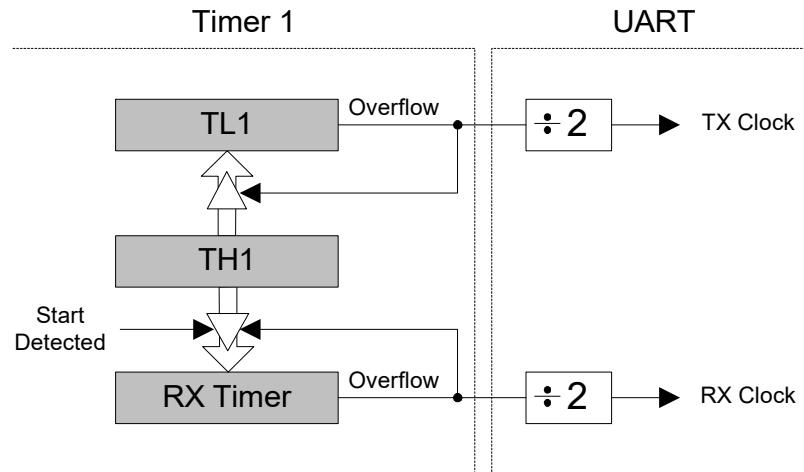 Timer 1
UART
TL1
Overflow
÷ 2
TX Clock
TH1
Start
Detected
RX Timer
Overflow
÷ 2
RX Clock